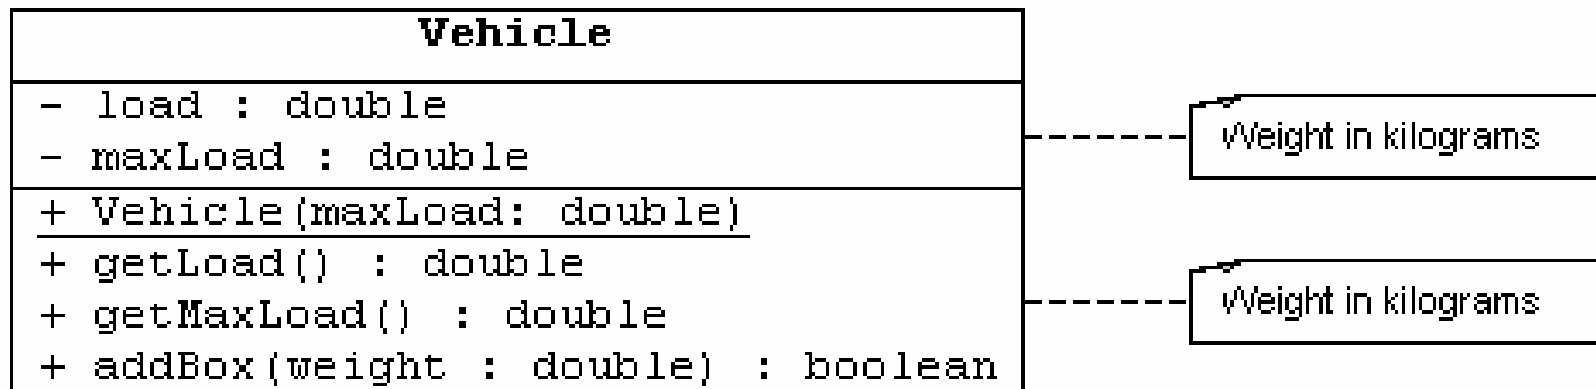 Vehicle
- load : double
- maxLoad : double
Weight in kilograms
+ Vehicle(maxLoad: double)
+ getLoad() : double
+ getMaxLoad() : double
+ addBox(weight : double) : boolean
Weight in kilograms